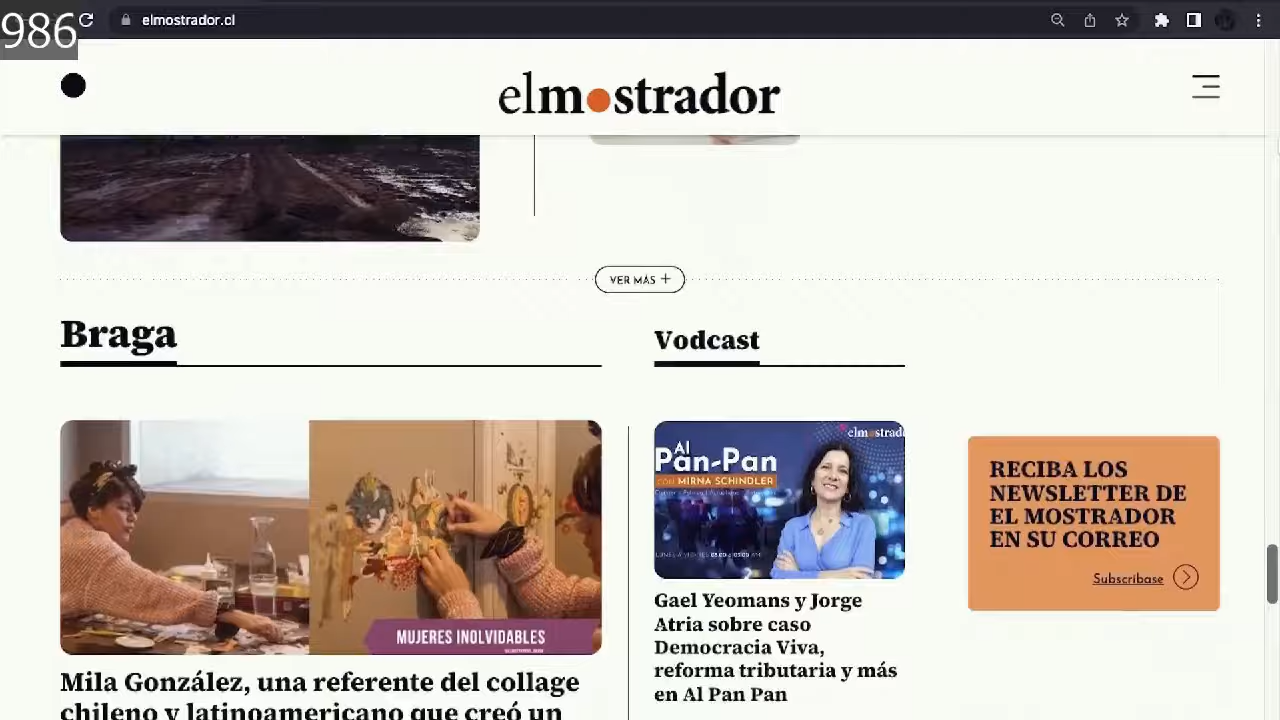 986
elmostrador.cl
elmostrador
VER MÁS +
Braga
Vodcast
elmostrad
Al
Pan-Pan
CON MIRNA SCHINDLER
RECIBA LOS
NEWSLETTER DE
EL MOSTRADOR
EN SU CORREO
Subscríbase
MUJERES INOLVIDABLES
Gael Yeomans y Jorge
Atria sobre caso
Democracia Viva,
reforma tributaria y más
en Al Pan Pan
Mila González, una referente del collage
chileno y latinoamericano que creó un